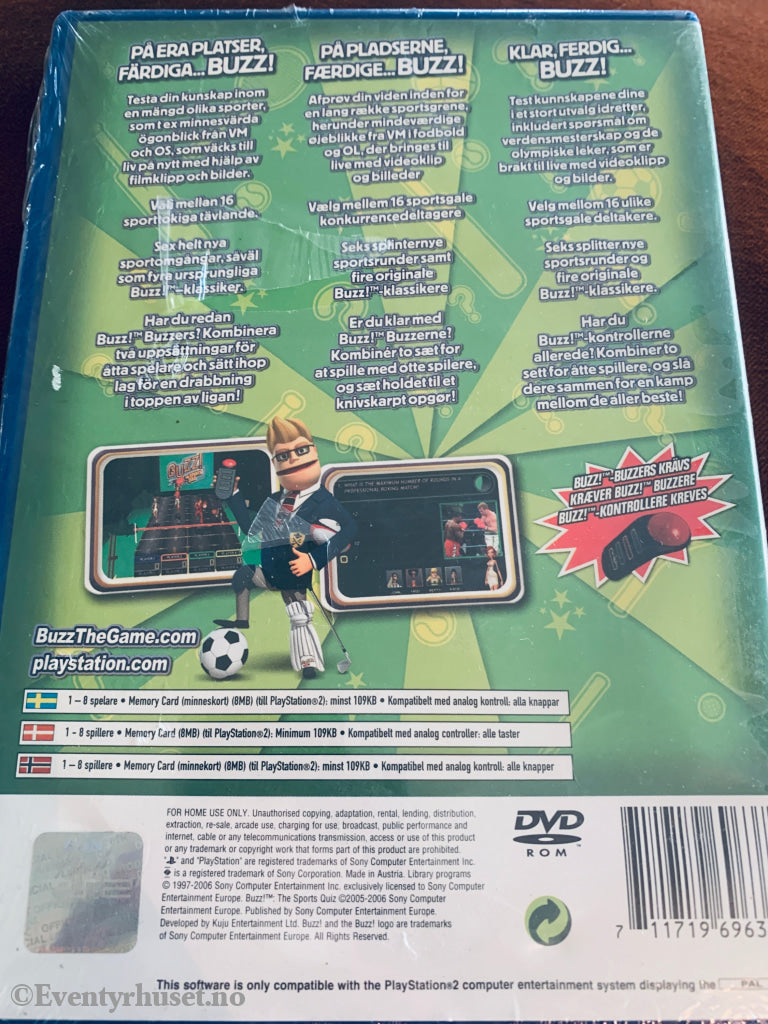 PÅ ERA PLATSER,
FÄRDIGA... BUZZ!
Testa din kunskap inom
en mängd olika sporter,
som t ex minnesvärda
ögonblick från VM
och OS, som väcks till
liv på nytt med hjälp av
filmklipp och bilder.
Välj mellan 16
sporttokiga tävlande.
Sex helt nya
sportomgångar, såväl
som fyra ursprungliga
Buzz!™-klassiker.
Har du redan
Buzz!™ Buzzers? Kombinera
två uppsättningar för
åtta spelare och sätt ihop
lag för en drabbning
i toppen av ligan!
PÅ PLADSERNE,
FÆRDIGE... BUZZ!
Afprøv din viden inden for
en lang række sportsgrene,
herunder mindeværdige
øjeblikke fra VM i fodbold
og OL, der bringes til
live med videoklip
og billeder
Vælg mellem 16 sportsgale
konkurrencedeltagere
Seks splinternye
sportsrunder samt
fire originale
Buzz!™-klassikere
Er du klar med
Buzz!™ Buzzerne?
Kombinér to sæt for
at spille med otte spillere,
og sæt holdet til et
knivskarpt opgør!
KLAR, FERDIG...
BUZZ!
Test kunnskapene dine
i et stort utvalg idretter,
inkludert spørsmål om
verdensmesterskap og de
olympiske leker, som er
brakt til live med videoklipp
og bilder.
Velg mellom 16 ulike
sportsgale deltakere.
Seks splitter nye
sportsrunder og
fire originale
Buzz!™-klassikere.
Har du
Buzz!™-kontrollerne
allerede? Kombiner to
sett for åtte spillere, og slå
dere sammen for en kamp
mellom de aller beste!
BUZZ!
WHAT IS THE MAXIMUM NUMBER OF ROUNDS IN A
PROFESSIONAL BOXING MATCH?
BUZZ!™-BUZZERS KRÄVS
KRÆVER BUZZ!™ BUZZERE
BUZZ!™-KONTROLLERE KREVES
BuzzTheGame.com
playstation.com
1 – 8 spelare • Memory Card (minneskort) (8MB) (till PlayStation®2): minst 109KB • Kompatibelt med analog kontroll: alla knappar
1 - 8 spillere • Memory Card (8MB) (til PlayStation®2): Minimum 109KB • Kompatibelt med analog controller: alle taster
1 – 8 spillere • Memory Card (minnekort) (8MB) (til PlayStation®2): minst 109KB • Kompatibel med analog kontroll: alle knapper
FOR HOME USE ONLY. Unauthorised copying, adaptation, rental, lending, distribution,
extraction, re-sale, arcade use, charging for use, broadcast, public performance and
internet, cable or any telecommunications transmission, access or use of this product
or any trademark or copyright work that forms part of this product are prohibited.
" " and "PlayStation" are registered trademarks of Sony Computer Entertainment Inc.
is a registered trademark of Sony Corporation. Made in Austria. Library programs
© 1997-2006 Sony Computer Entertainment Inc. exclusively licensed to Sony Computer
Entertainment Europe. Buzz!™: The Sports Quiz ©2005-2006 Sony Computer
Entertainment Europe. Published by Sony Computer Entertainment Europe.
Developed by Kuju Entertainment Ltd. Buzz! and the Buzz! logo are trademarks
of Sony Computer Entertainment Europe. All Rights Reserved.
DVD
ROM
™
7 11719 6963
This software is only compatible with the PlayStation®2 computer entertainment system displaying the PAL
©Eventyrhuset.no